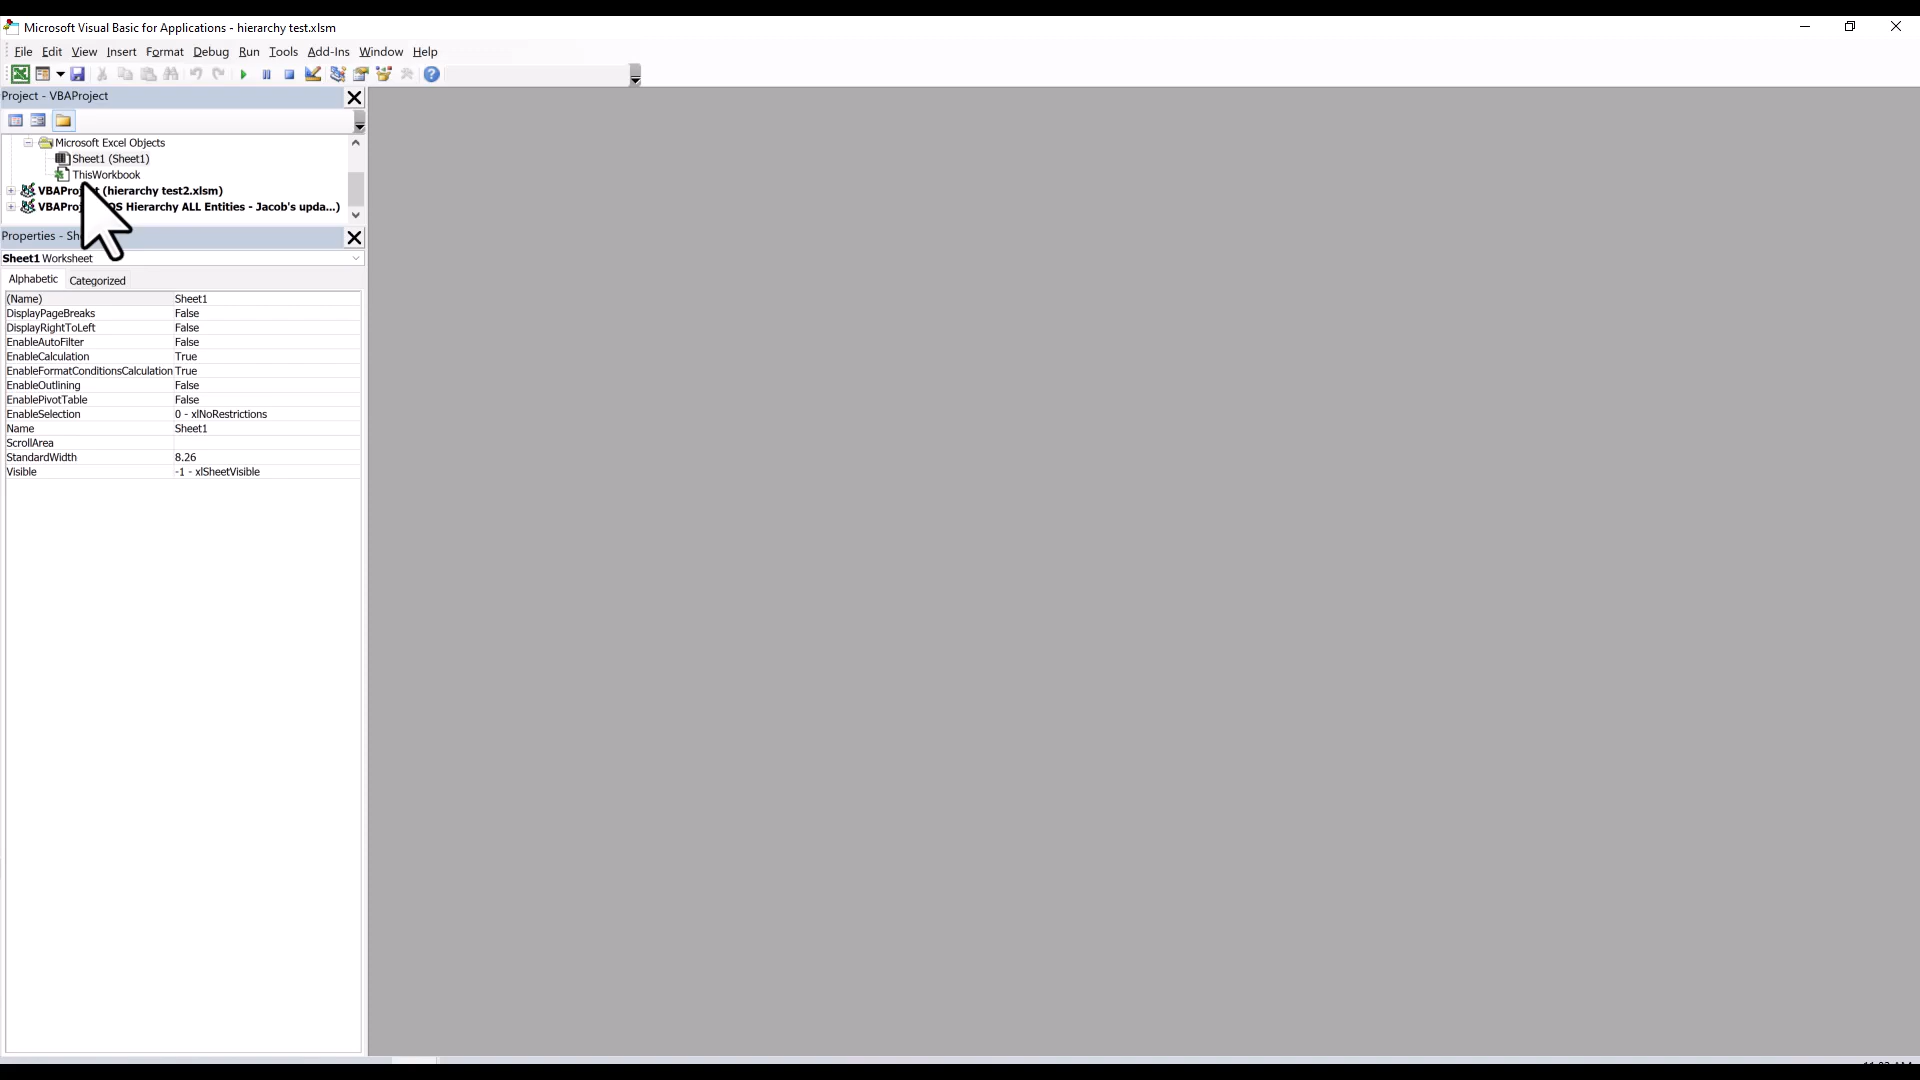 Microsoft Visual Basic for Applications - hierarchy test.xlsm
File Edit View Insert Format Debug Run Tools Add-Ins Window Help
Project - VBAProject
Microsoft Excel Objects
Sheet1 (Sheet1)
ThisWorkbook
(hierarchy test2.xlsm)
Hierarchy ALL Entities - Jacob's upda...)
Properties -
Sheet1 Worksheet
Alphabetic Categorized
(Name) Sheet1
DisplayPageBreaks False
DisplayRightToLeft False
EnableAutoFilter False
EnableCalculation True
EnableFormatConditionsCalculation True
EnableOutlining False
EnablePivotTable False
EnableSelection 0 - xlNoRestrictions
Name Sheet1
ScrollArea
StandardWidth 8.26
Visible -1 - xlSheetVisible